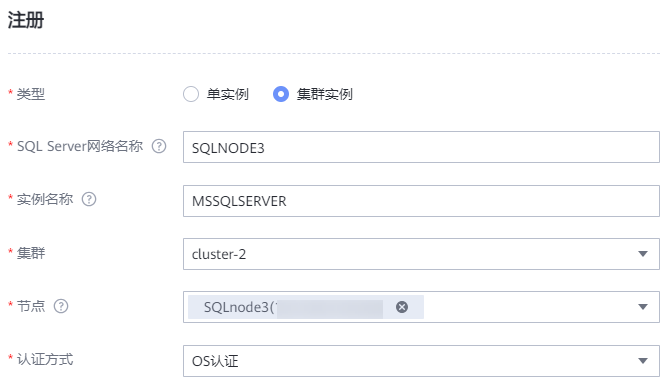 注册
* 类型 单实例 集群实例
* SQL Server网络名称 ? SQLNODE3
* 实例名称 ? MSSQLSERVER
* 集群 cluster-2
* 节点 ? SQLnode3(
* 认证方式 OS认证